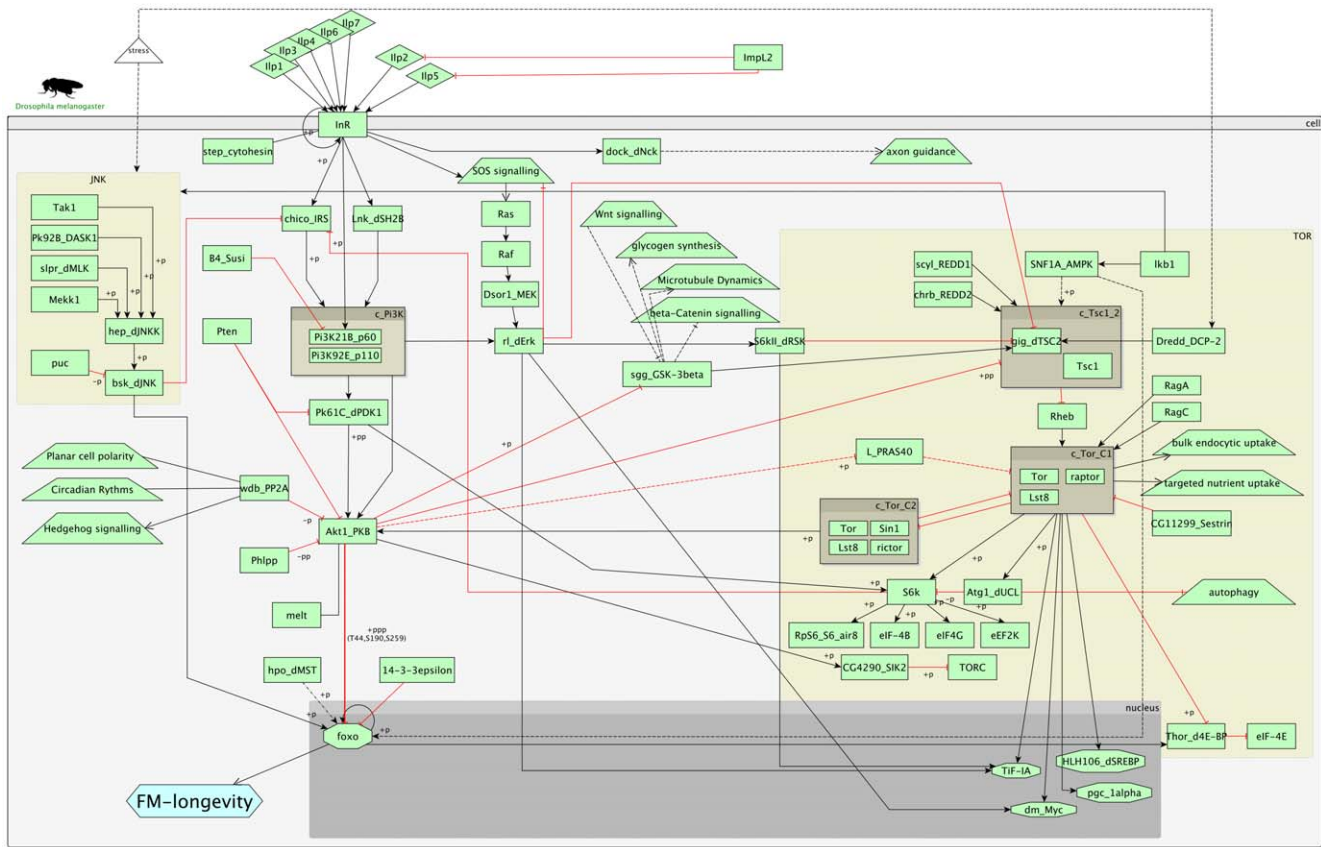 Ilp7
Ilp6
Ilp4
Ilp3
Ilp1
Ilp2
Ilp5
ImpL2
stress
Drosophila melanogaster
cell
InR
+p
step_cytohesin
dock_dNck
axon guidance
+p
SOS signalling
JNK
Tak1
Pk92B_DASK1
slpr_dMLK
Mekk1
+p
+p
+p
+p
hep_dJNKK
+p
puc
-p
bsk_dJNK
chico_IRS
Lnk_dSH2B
+p
+p
Ras
Raf
Dsor1_MEK
rl_dErk
B4_Susi
Pten
c_Pi3K
Pi3K21B_p60
Pi3K92E_p110
Pk61C_dPDK1
+pp
Wnt signalling
glycogen synthesis
Microtubule Dynamics
beta-Catenin signalling
S6kII_dRSK
sgg_GSK-3beta
+p
TOR
scyl_REDD1
chrb_REDD2
SNF1A_AMPK
lkb1
+p
c_Tsc1_2
gig_dTSC2
Tsc1
+pp
Dredd_DCP-2
Rheb
RagA
RagC
L_PRAS40
+p
c_Tor_C1
Tor
raptor
Lst8
bulk endocytic uptake
targeted nutrient uptake
CG11299_Sestrin
c_Tor_C2
Tor
Sin1
Lst8
rictor
+p
Planar cell polarity
Circadian Rythms
Hedgehog signalling
wdb_PP2A
-p
Akt1_PKB
Phlpp
-pp
melt
+ppp
(T44,S190,S259)
+p
+p
+p
S6k
-p
+p
Atg1_dUCL
autophagy
+p
+p
+p
+p
RpS6_S6_air8
eIF-4B
eIF4G
eEF2K
+p
CG4290_SIK2
+p
TORC
hpo_dMST
+p
14-3-3epsilon
+p
foxo
+p
nucleus
+p
Thor_d4E-BP
eIF-4E
TiF-IA
HLH106_dSREBP
pgc_1alpha
dm_Myc
FM-longevity